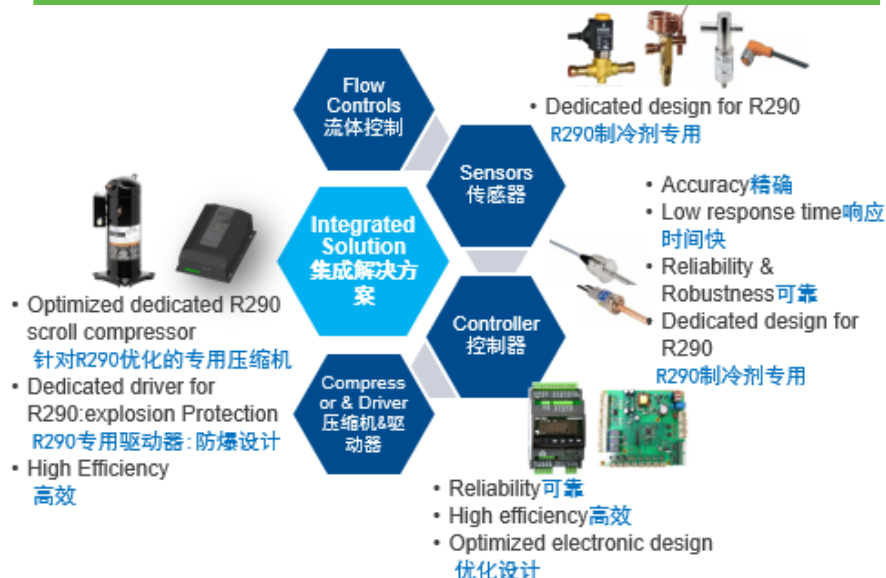 Flow
Controls
流体控制
• Dedicated design for R290
R290制冷剂专用
Sensors
传感器
• Accuracy精确
• Low response time响应
时间快
• Reliability &
Robustness可靠
• Dedicated design for
R290
R290制冷剂专用
Integrated
Solution
集成解决方
案
• Optimized dedicated R290
scroll compressor
针对R290优化的专用压缩机
• Dedicated driver for
R290:explosion Protection
R290专用驱动器:防爆设计
• High Efficiency
高效
Controller
控制器
Compress
or & Driver
压缩机&驱
动器
• Reliability可靠
• High efficiency高效
• Optimized electronic design
优化设计